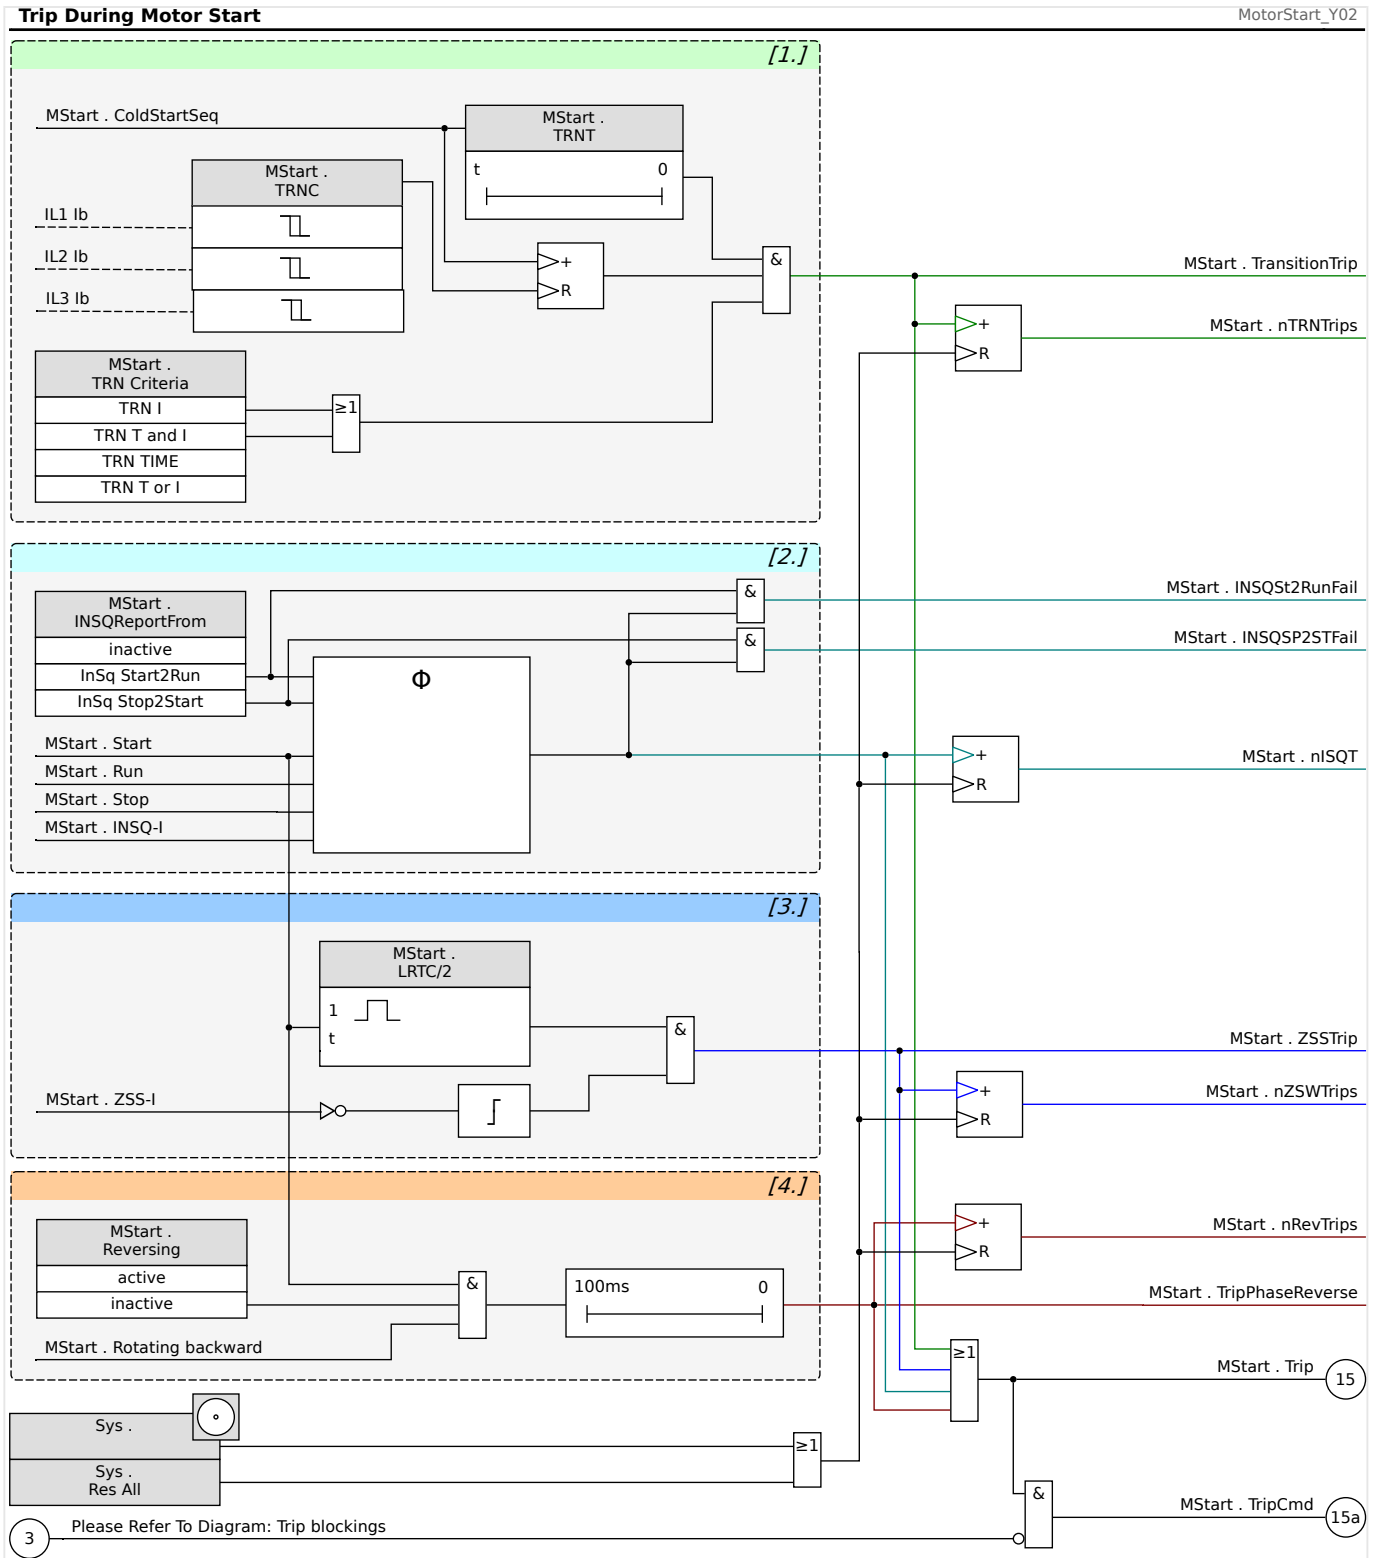 Trip During Motor Start
MotorStart_Y02
[1.]
MStart . ColdStartSeq
MStart .
TRNT
t
0
MStart .
TRNC
IL1 Ib
IL2 Ib
IL3 Ib
+
R
&
MStart . TransitionTrip
+
R
MStart . nTRNTrips
MStart .
TRN Criteria
TRN I
TRN T and I
TRN TIME
TRN T or I
≥1
[2.]
MStart .
INSQReportFrom
inactive
InSq Start2Run
InSq Stop2Start
Φ
&
MStart . INSQSt2RunFail
&
MStart . INSQSP2STFail
MStart . Start
MStart . Run
MStart . Stop
MStart . INSQ-I
+
R
MStart . nISQT
[3.]
MStart .
LRTC/2
1
t
&
MStart . ZSSTrip
MStart . ZSS-I
+
R
MStart . nZSWTrips
[4.]
MStart .
Reversing
active
inactive
MStart . Rotating backward
&
100ms
0
+
R
MStart . nRevTrips
MStart . TripPhaseReverse
≥1
MStart . Trip
15
Sys .
Sys .
Res All
≥1
&
MStart . TripCmd
15a
3
Please Refer To Diagram: Trip blockings